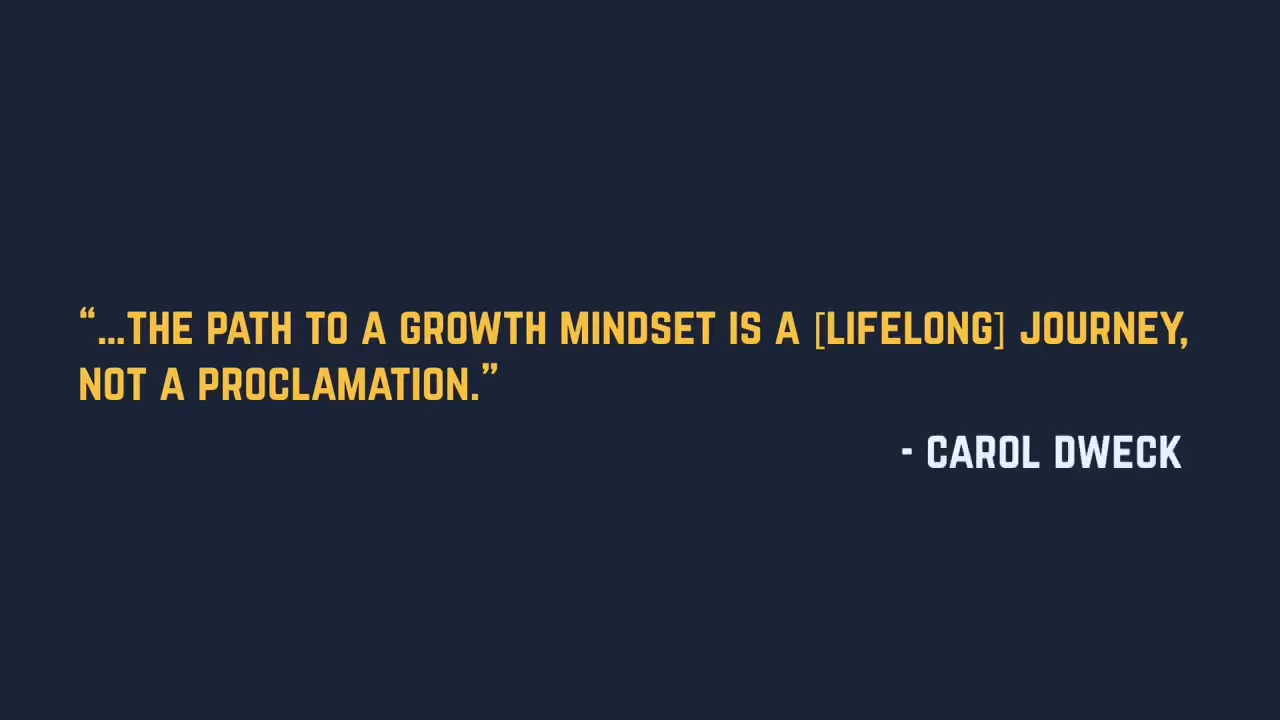 “...THE PATH TO A GROWTH MINDSET IS A [LIFELONG] JOURNEY,
NOT A PROCLAMATION.”
- CAROL DWECK